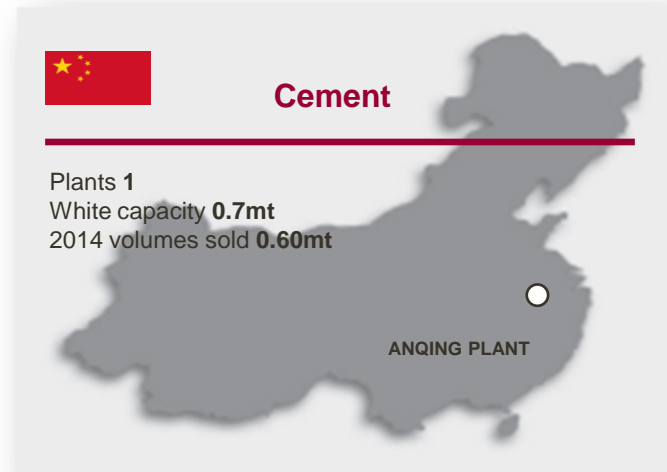 Cement
Plants 1
White capacity 0.7mt
2014 volumes sold 0.60mt
ANQING PLANT